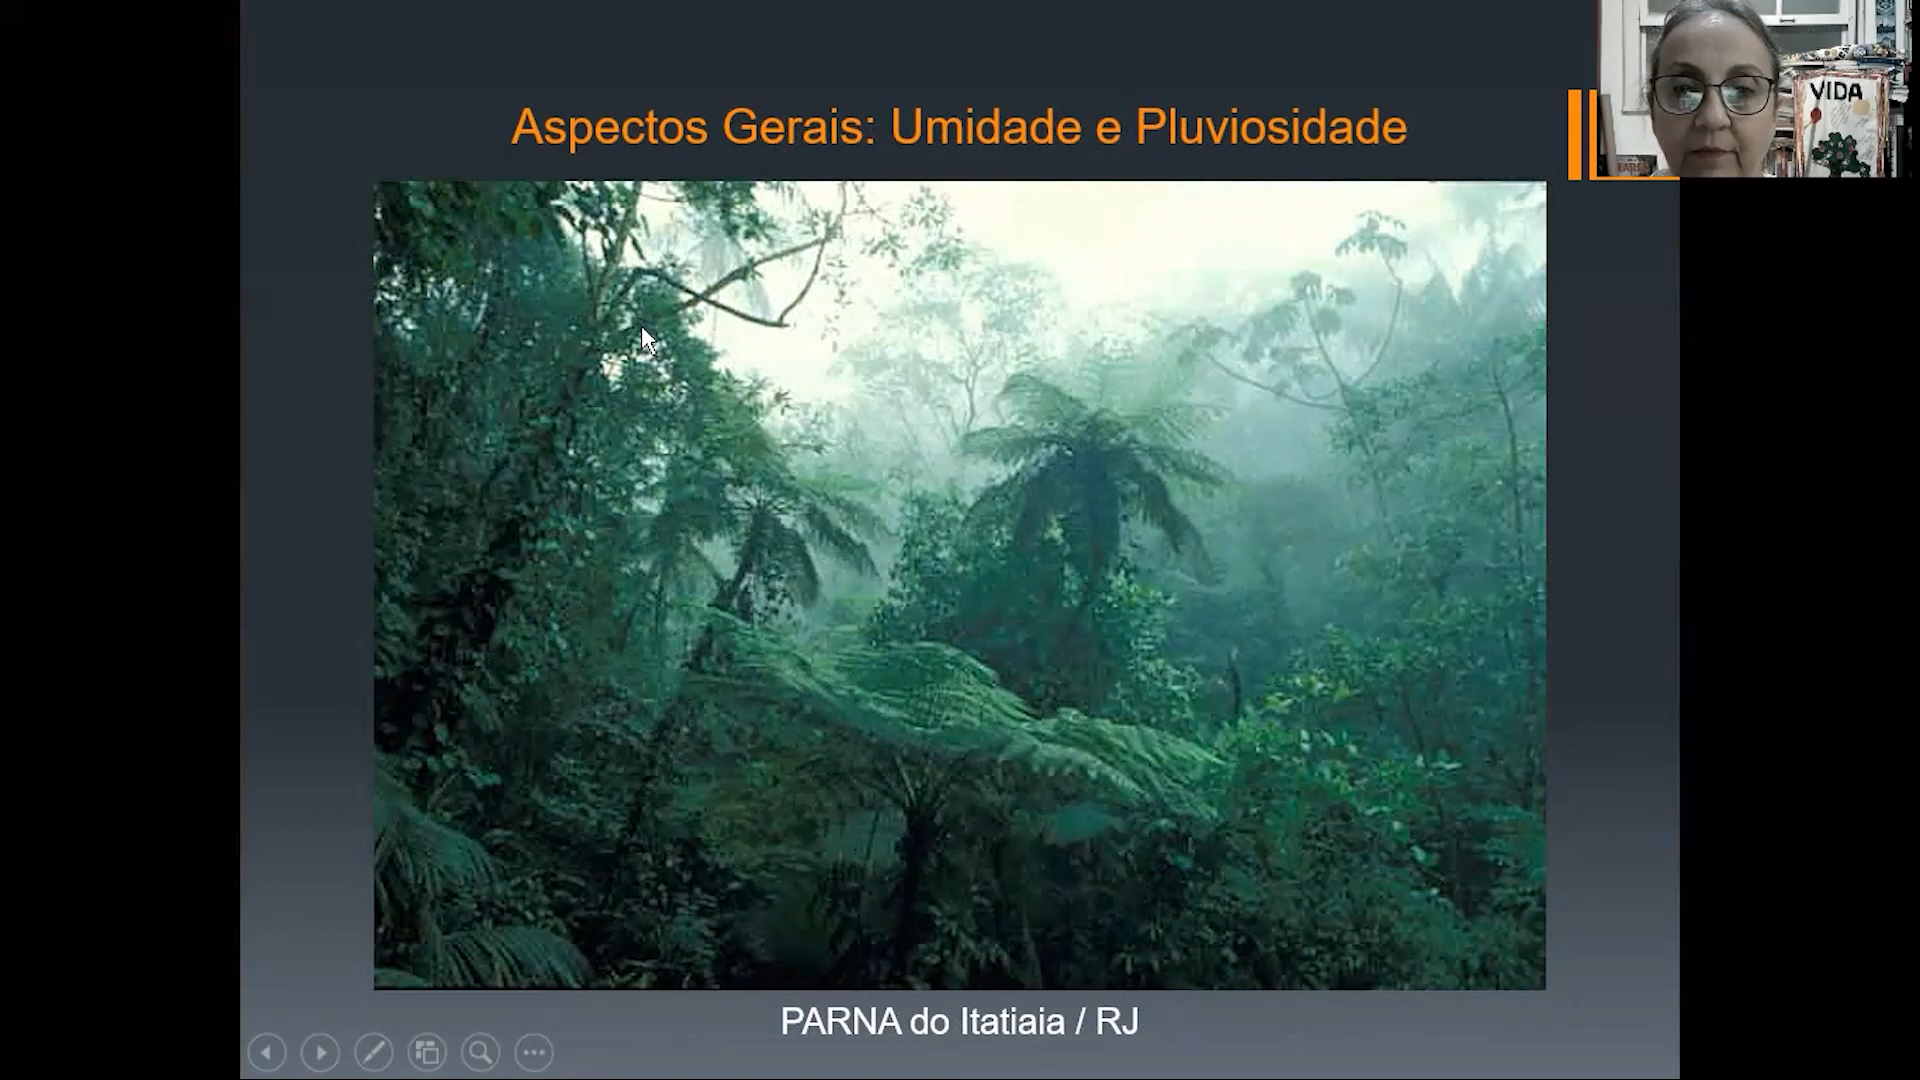 Aspectos Gerais: Umidade e Pluviosidade
VIDA
PARNA do Itatiaia / RJ